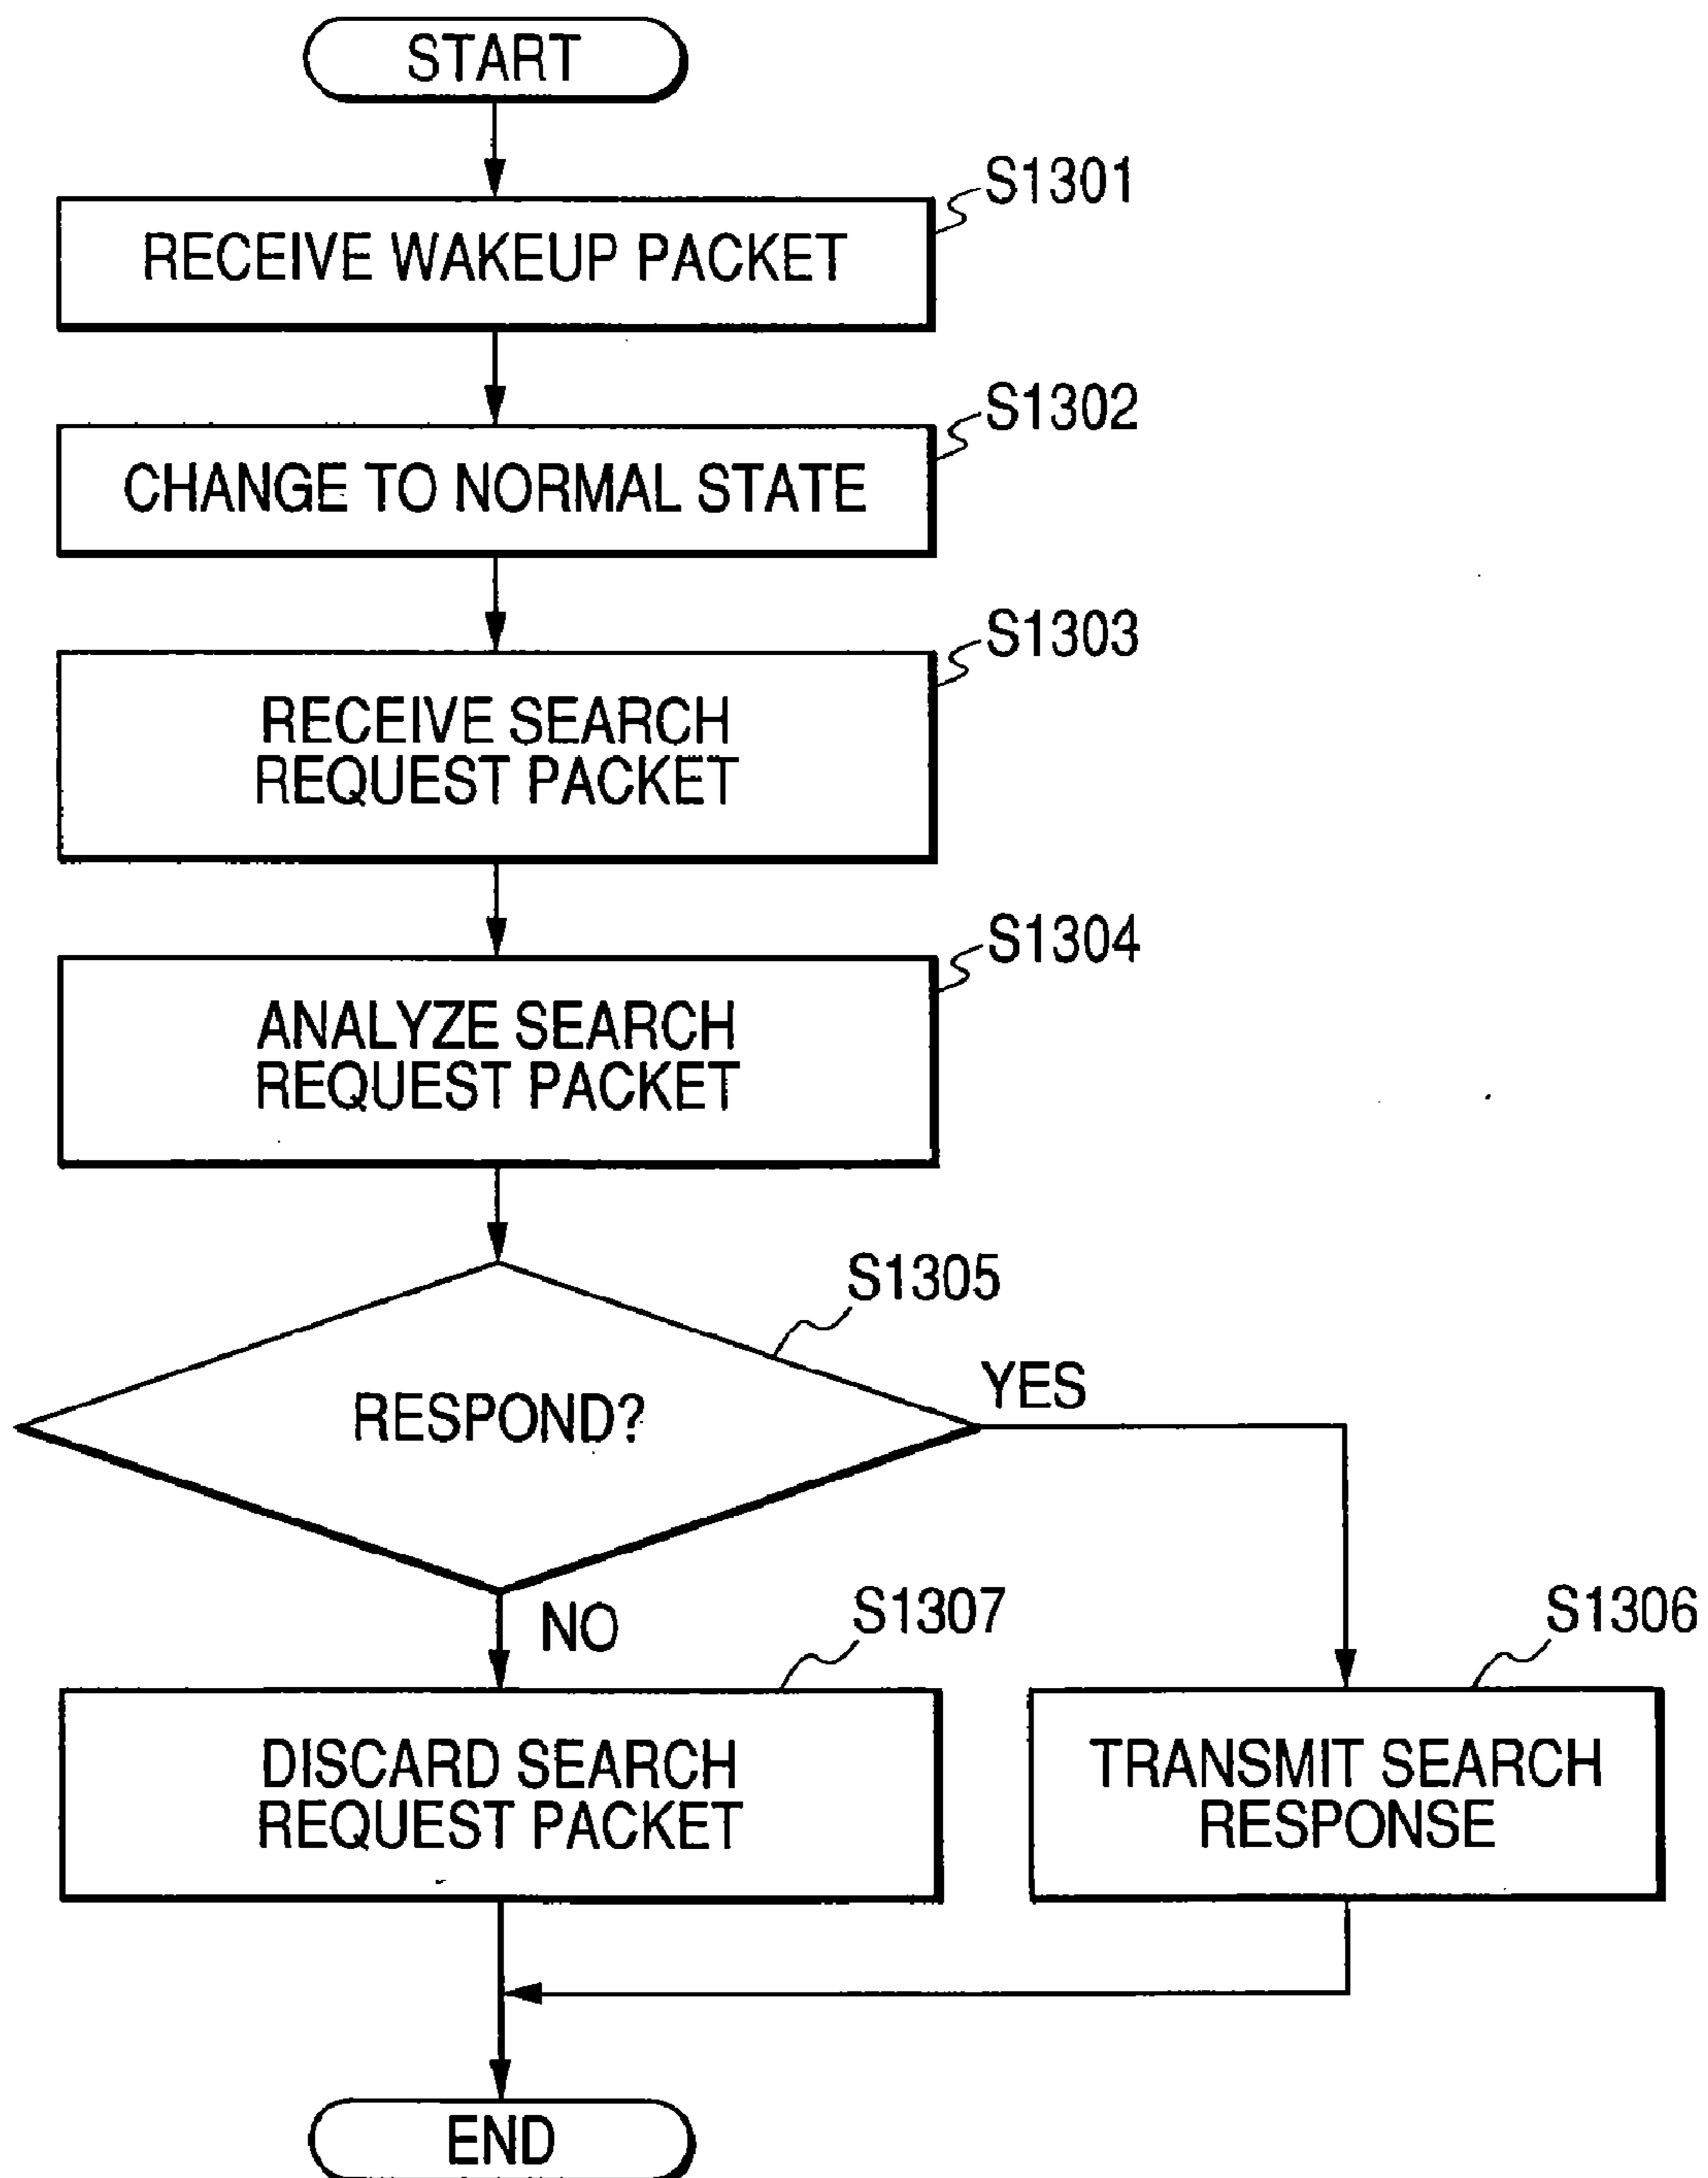 START
S1301
RECEIVE WAKEUP PACKET
S1302
CHANGE TO NORMAL STATE
S1303
RECEIVE SEARCH
REQUEST PACKET
S1304
ANALYZE SEARCH
REQUEST PACKET
S1305
RESPOND?
YES
NO
S1307
S1306
DISCARD SEARCH
REQUEST PACKET
TRANSMIT SEARCH
RESPONSE
END